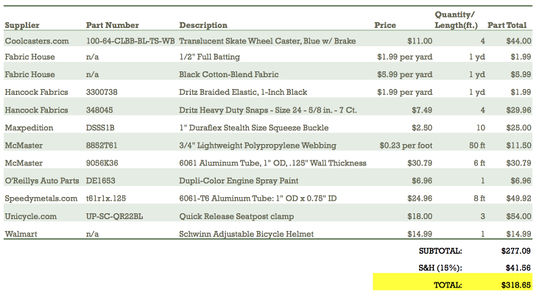 Supplier Part Number Description Price Quantity/ Length(ft.) Part Total
Coolcasters.com 100-64-CLBB-BL-TS-WB Translucent Skate Wheel Caster, Blue w/ Brake $11.00 4 $44.00
Fabric House n/a 1/2" Full Batting $1.99 per yard 1 yd $1.99
Fabric House n/a Black Cotton-Blend Fabric $5.99 per yard 1 yd $5.99
Hancock Fabrics 3300738 Dritz Braided Elastic, 1-Inch Black $1.99 per yard 1 yd $1.99
Hancock Fabrics 348045 Dritz Heavy Duty Snaps - Size 24 - 5/8 in. - 7 Ct. $7.49 4 $29.96
Maxpedition DSSS1B 1" Duraflex Stealth Size Squeeze Buckle $2.50 10 $25.00
McMaster 8852T61 3/4" Lightweight Polypropylene Webbing $0.23 per foot 50 ft $11.50
McMaster 9056K36 6061 Aluminum Tube, 1" OD, .125" Wall Thickness $30.79 6 ft $30.79
O'Reillys Auto Parts DE1653 Dupli-Color Engine Spray Paint $6.96 1 $6.96
Speedymetals.com t61r1x.125 6061-T6 Aluminum Tube: 1" OD x 0.75" ID $24.96 8 ft $49.92
Unicycle.com UP-SC-QR22BL Quick Release Seatpost clamp $18.00 3 $54.00
Walmart n/a Schwinn Adjustable Bicycle Helmet $14.99 1 $14.99
SUBTOTAL: $277.09
S&H (15%): $41.56
TOTAL: $318.65